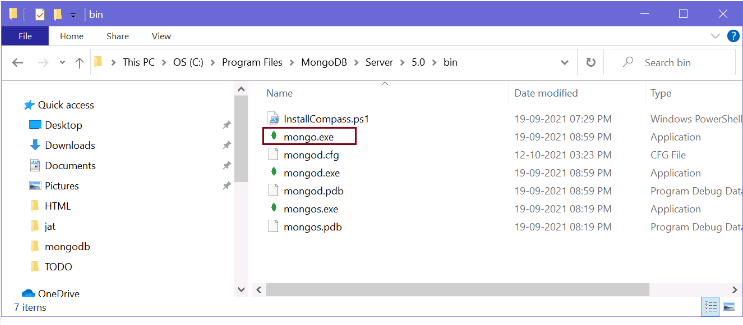 bin
File Home Share View
This PC > OS (C:) > Program Files > MongoDB > Server > 5.0 > bin
Search bin
Name Date modified Type
Quick access
Desktop
Downloads
Documents
Pictures
HTML
jat
mongodb
TODO
OneDrive
InstallCompass.ps1 19-09-2021 07:29 PM Windows PowerShell
mongo.exe 19-09-2021 08:59 PM Application
mongod.cfg 12-10-2021 03:23 PM CFG File
mongod.exe 19-09-2021 08:59 PM Application
mongod.pdb 19-09-2021 08:59 PM Program Debug Data
mongos.exe 19-09-2021 08:19 PM Application
mongos.pdb 19-09-2021 08:19 PM Program Debug Data
7 items